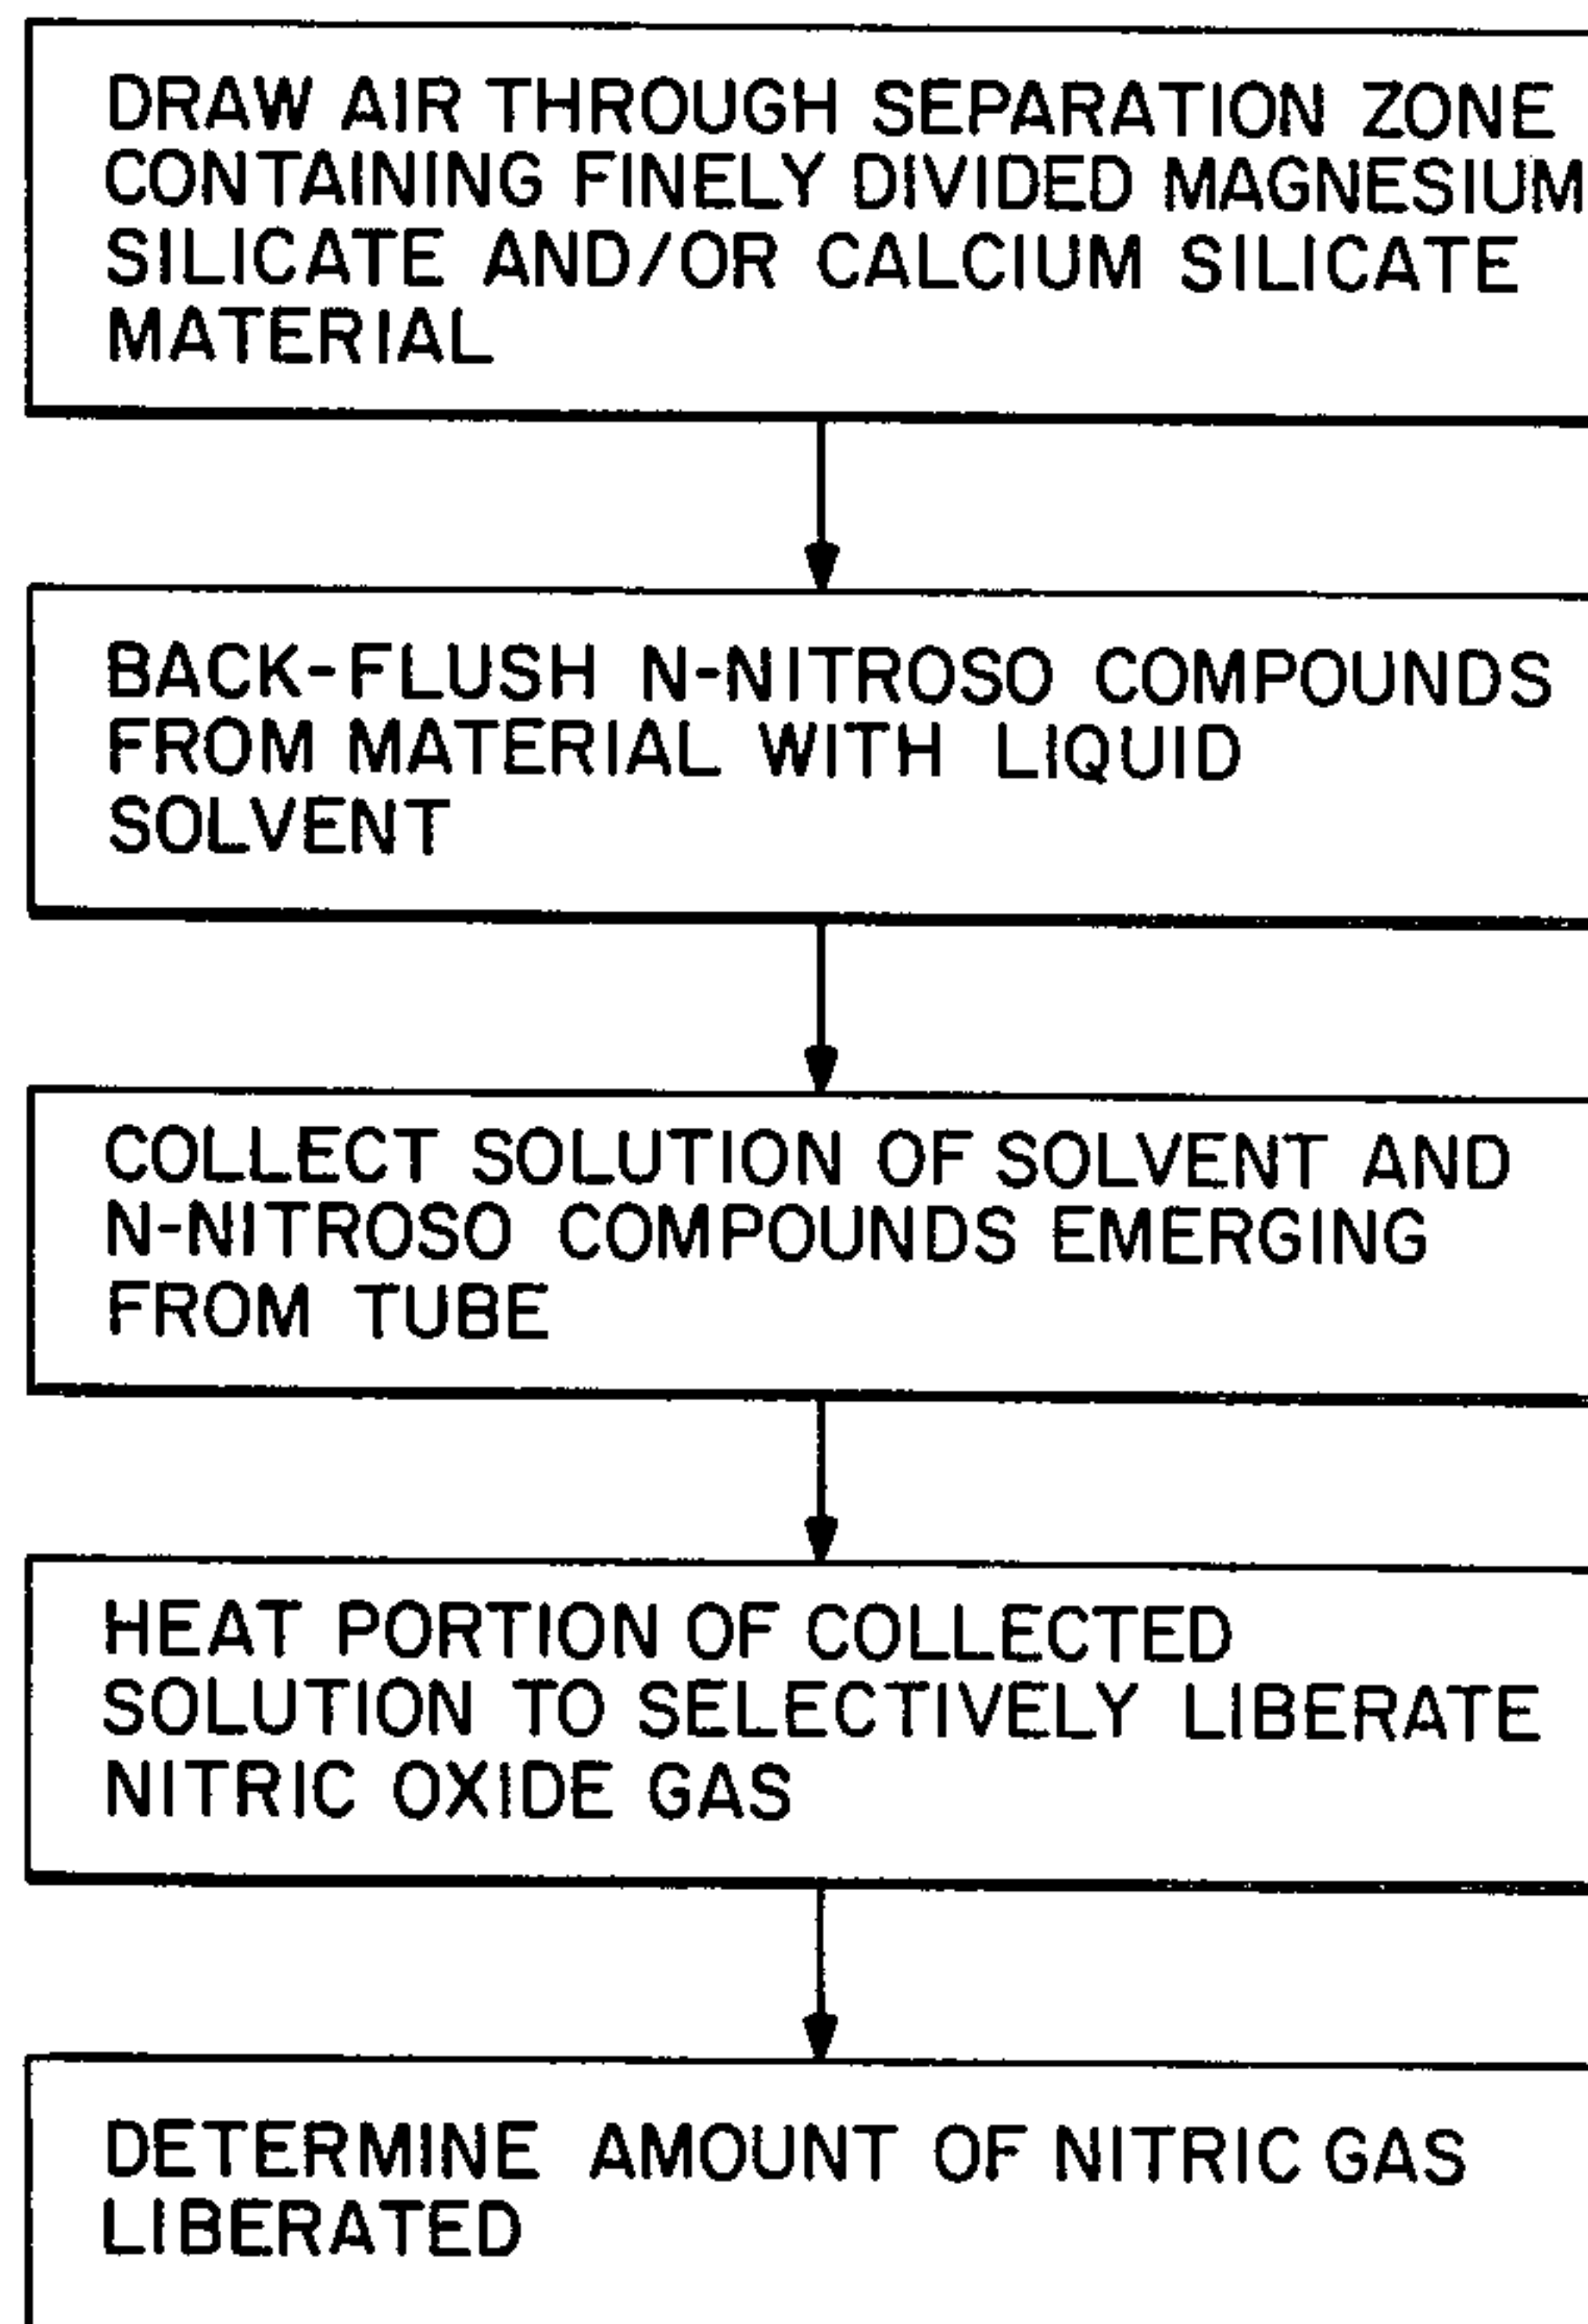 DRAW AIR THROUGH SEPARATION ZONE
CONTAINING FINELY DIVIDED MAGNESIUM
SILICATE AND/OR CALCIUM SILICATE
MATERIAL
BACK-FLUSH N-NITROSO COMPOUNDS
FROM MATERIAL WITH LIQUID
SOLVENT
COLLECT SOLUTION OF SOLVENT AND
N-NITROSO COMPOUNDS EMERGING
FROM TUBE
HEAT PORTION OF COLLECTED
SOLUTION TO SELECTIVELY LIBERATE
NITRIC OXIDE GAS
DETERMINE AMOUNT OF NITRIC GAS
LIBERATED